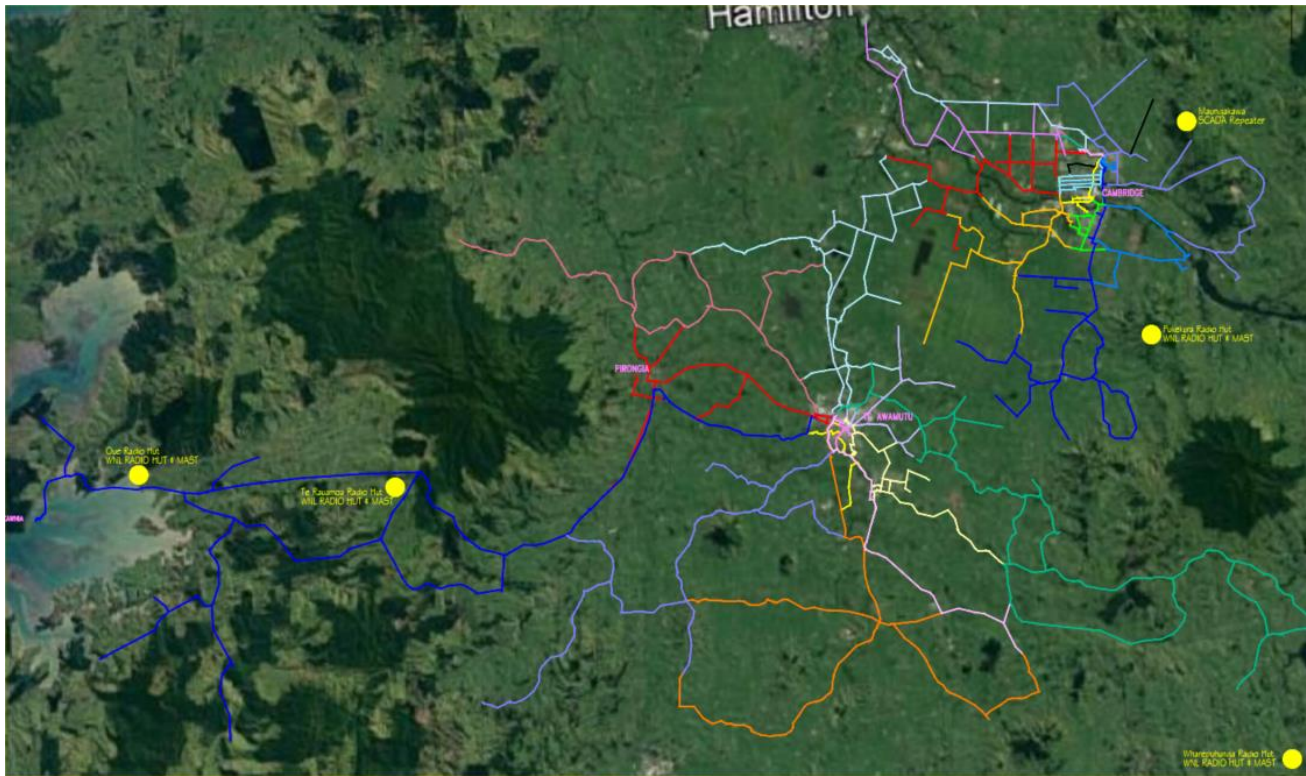 Hamilton
Maungakawa
SCADA Repeater
CAMBRIDGE
Pukekura Radio Hut
WNL RADIO HUT & MAST
PIRONGIA
TE AWAMUTU
Oue Radio Hut
WNL RADIO HUT & MAST
Te Rauamoa Radio Hut
WNL RADIO HUT & MAST
Wharepuhunga Radio Hut
WNL RADIO HUT & MAST